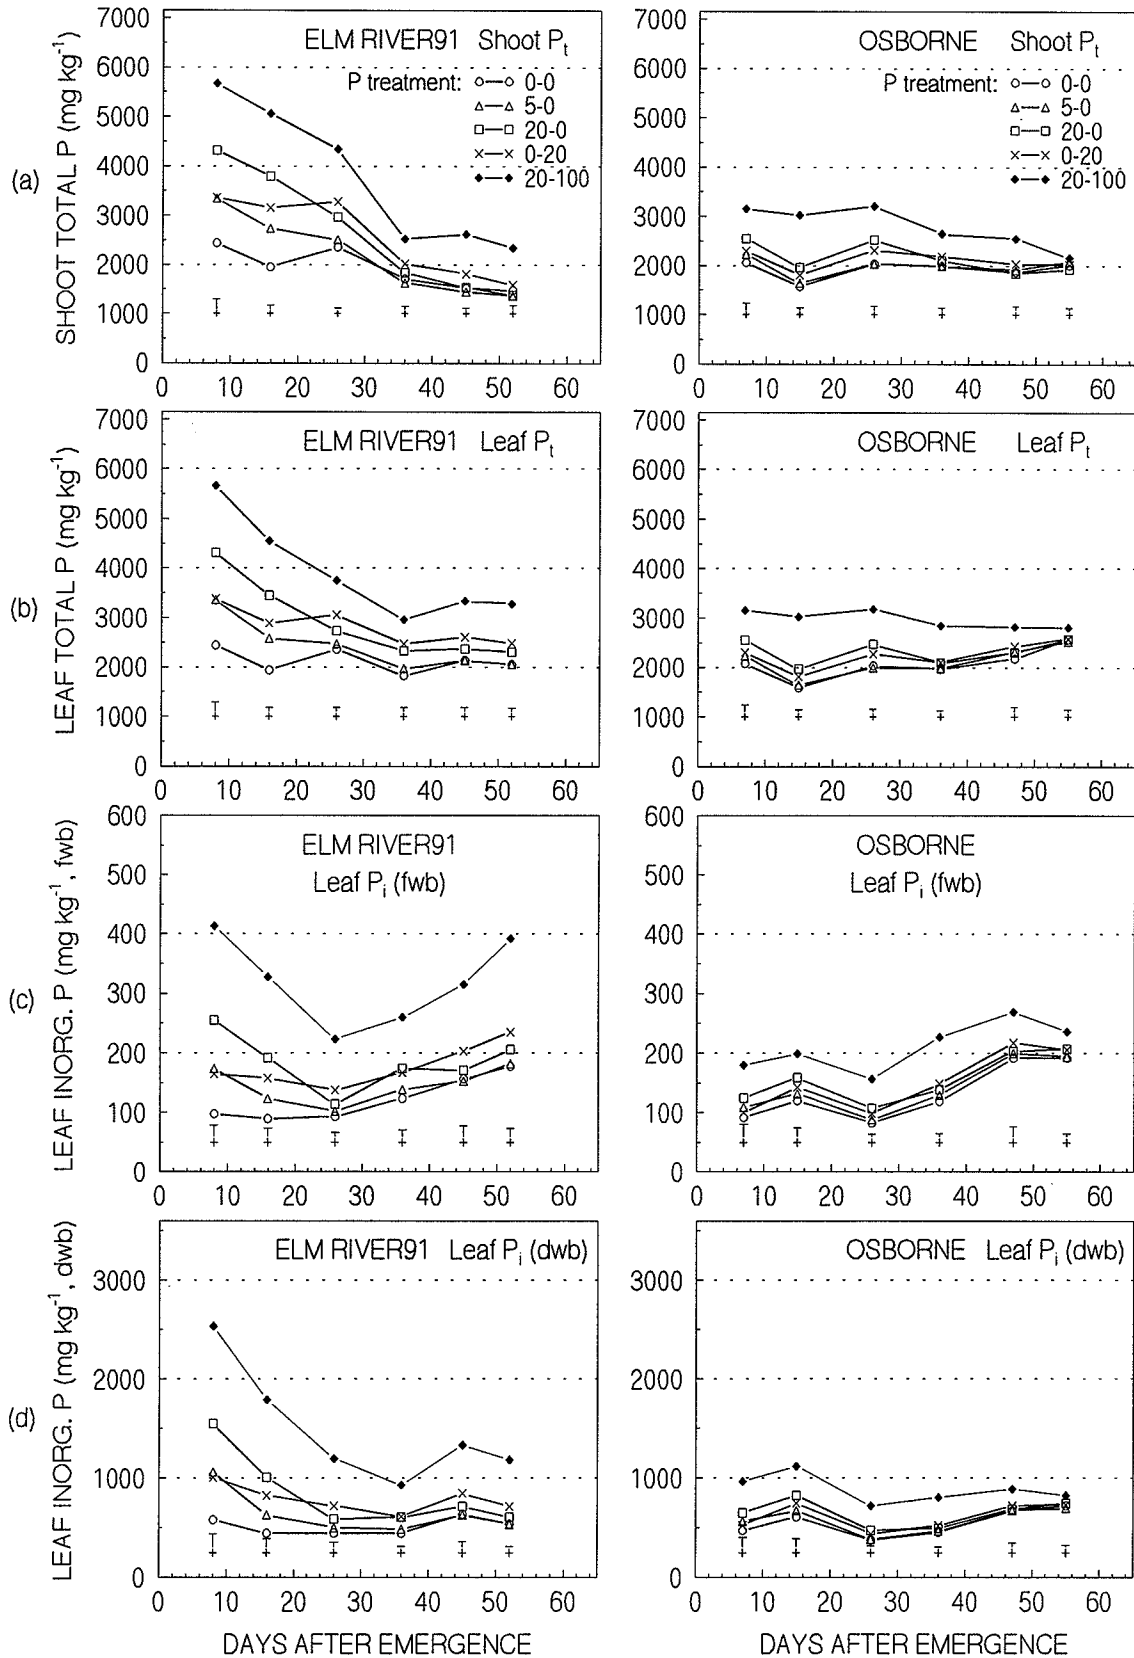 (a)
SHOOT TOTAL P (mg kg⁻¹)
7000
6000
5000
4000
3000
2000
1000
0
ELM RIVER91 Shoot Pₜ
P treatment:
0-0
5-0
20-0
0-20
20-100
0 10 20 30 40 50 60
7000
6000
5000
4000
3000
2000
1000
0
OSBORNE Shoot Pₜ
P treatment:
0-0
5-0
20-0
0-20
20-100
0 10 20 30 40 50 60
(b)
LEAF TOTAL P (mg kg⁻¹)
7000
6000
5000
4000
3000
2000
1000
0
ELM RIVER91 Leaf Pₜ
0 10 20 30 40 50 60
7000
6000
5000
4000
3000
2000
1000
0
OSBORNE Leaf Pₜ
0 10 20 30 40 50 60
(c)
LEAF INORG. P (mg kg⁻¹, fwb)
600
500
400
300
200
100
0
ELM RIVER91
Leaf Pᵢ (fwb)
0 10 20 30 40 50 60
600
500
400
300
200
100
0
OSBORNE
Leaf Pᵢ (fwb)
0 10 20 30 40 50 60
(d)
LEAF INORG. P (mg kg⁻¹, dwb)
3000
2000
1000
0
ELM RIVER91 Leaf Pᵢ (dwb)
0 10 20 30 40 50 60
DAYS AFTER EMERGENCE
3000
2000
1000
0
OSBORNE Leaf Pᵢ (dwb)
0 10 20 30 40 50 60
DAYS AFTER EMERGENCE